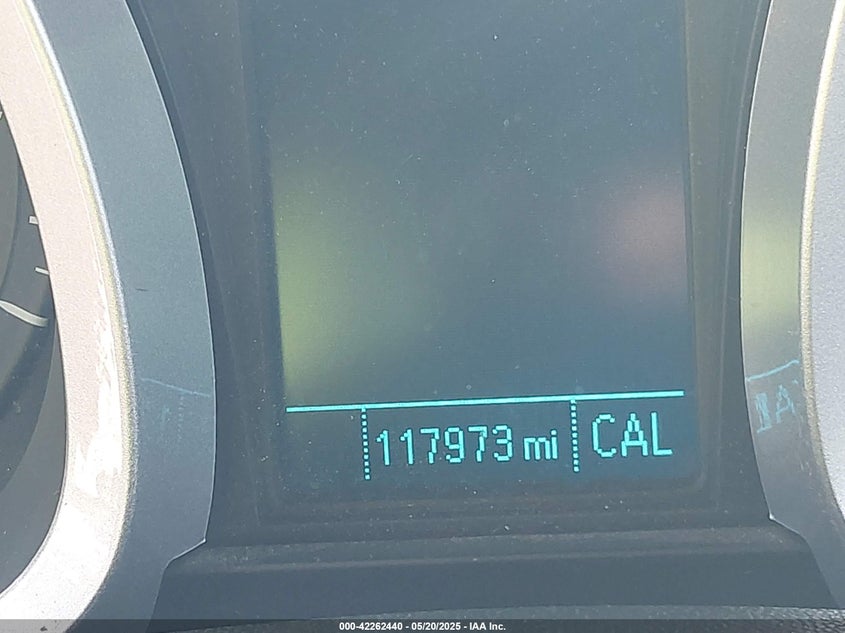 117973 mi CAL
000-42262440 - 05/20/2025 - IAA Inc.